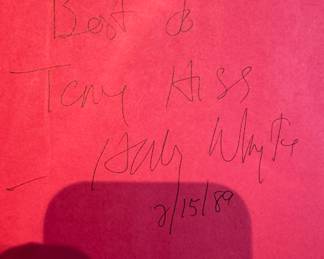 Best to
Tony Hiss
— Holly Whyte
2/15/89